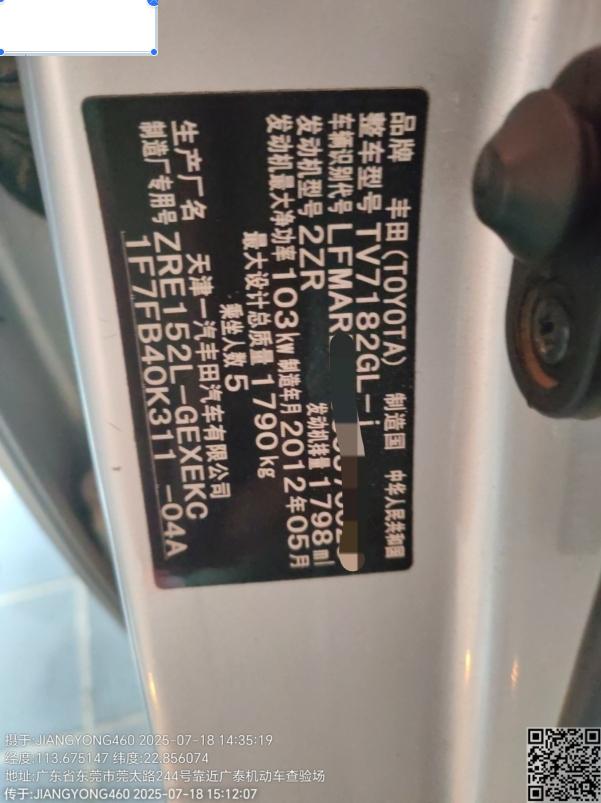 品牌 丰田(TOYOTA) 制造国 中华人民共和国
整车型号 TV7182GL-i
车辆识别代号 LFMAR
发动机型号 2ZR 发动机排量 1798ml
发动机最大净功率 103kw 制造年月 2012年05月
最大设计总质量 1790kg
乘坐人数 5
生产厂名 天津一汽丰田汽车有限公司
制造厂专用号 ZRE152L-GEXEKC
1F7FB40K311-04A
摄于:JIANGYONG460 2025-07-18 14:35:19
经度:113.675147 纬度:22.856074
地址:广东省东莞市莞太路244号靠近广泰机动车查验场
传于:JIANGYONG460 2025-07-18 15:12:07